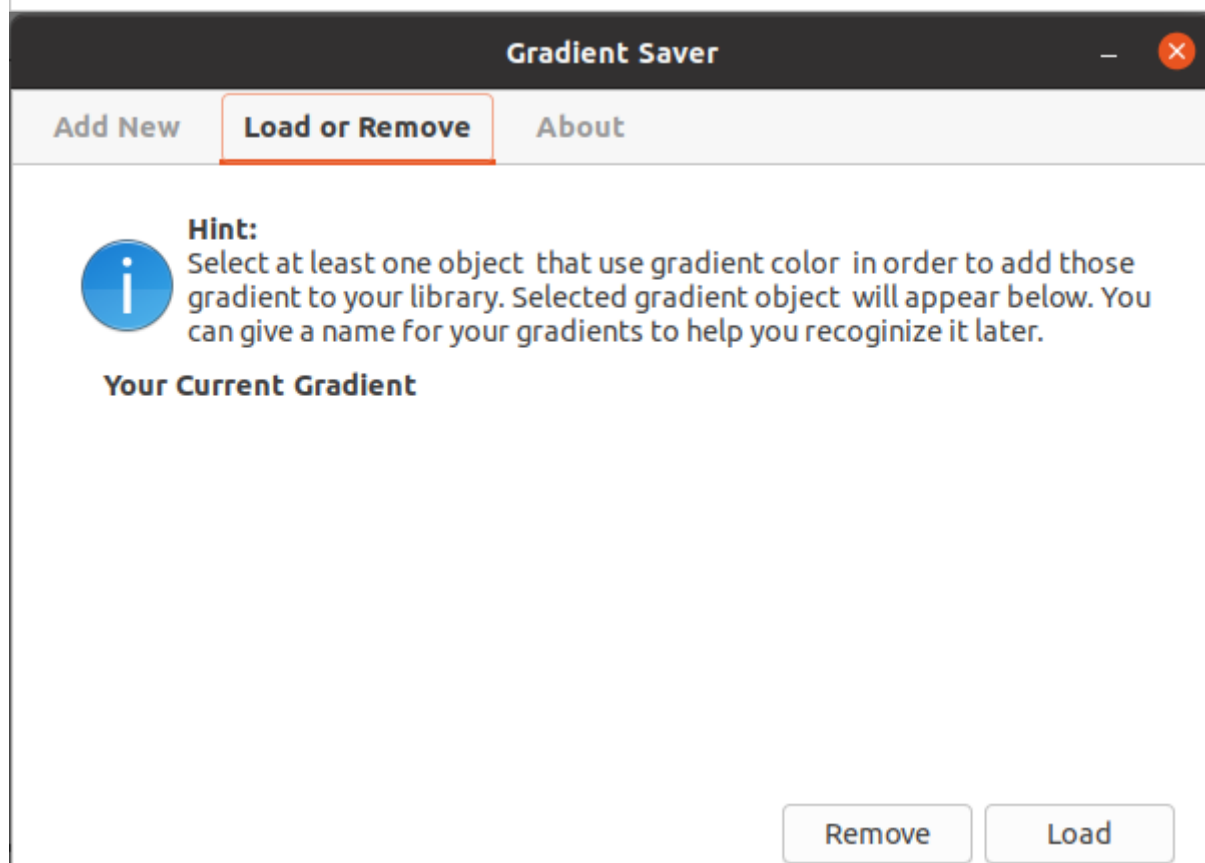 Gradient Saver
Add New Load or Remove About
Hint:
Select at least one object  that use gradient color  in order to add those
gradient to your library. Selected gradient object  will appear below. You
can give a name for your gradients to help you recoginize it later.
Your Current Gradient
Remove Load